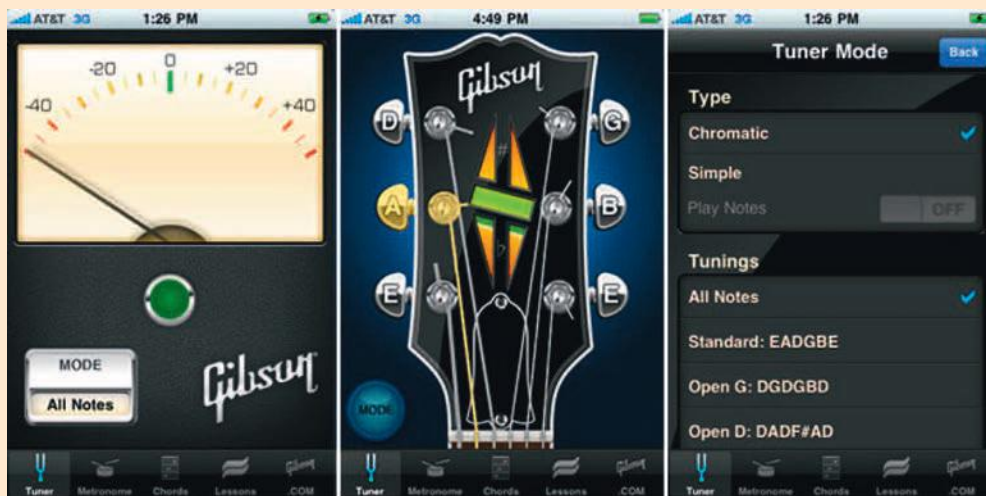 AT&T 3G 1:26 PM
-40 -20 0 +20 +40
MODE
All Notes
Gibson
Tuner Metronome Chords Lessons .COM
AT&T 3G 4:49 PM
Gibson
D G
#
A B
♭
E E
MODE
Tuner Metronome Chords Lessons .COM
AT&T 3G 1:26 PM
Tuner Mode Back
Type
Chromatic
Simple
Play Notes OFF
Tunings
All Notes
Standard: EADGBE
Open G: DGDGBD
Open D: DADF#AD
Tuner Metronome Chords Lessons Gibson .COM